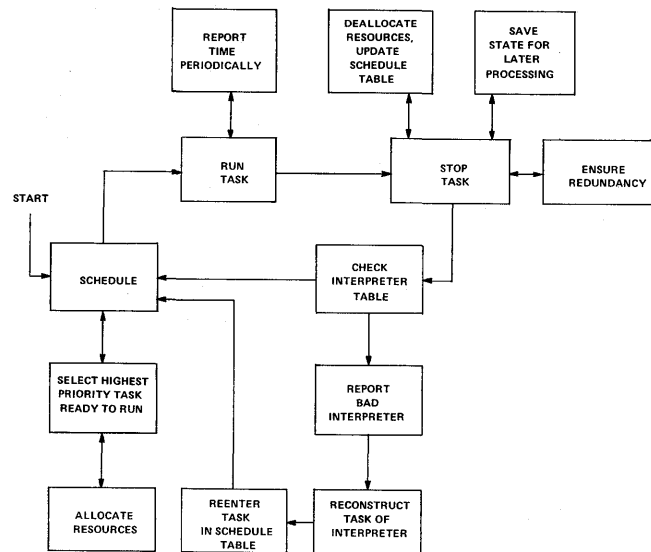 REPORT
TIME
PERIODICALLY
DEALLOCATE
RESOURCES,
UPDATE
SCHEDULE
TABLE
SAVE
STATE FOR
LATER
PROCESSING
RUN
TASK
STOP
TASK
ENSURE
REDUNDANCY
START
SCHEDULE
CHECK
INTERPRETER
TABLE
SELECT HIGHEST
PRIORITY TASK
READY TO RUN
REPORT
BAD
INTERPRETER
ALLOCATE
RESOURCES
REENTER
TASK
IN SCHEDULE
TABLE
RECONSTRUCT
TASK OF
INTERPRETER